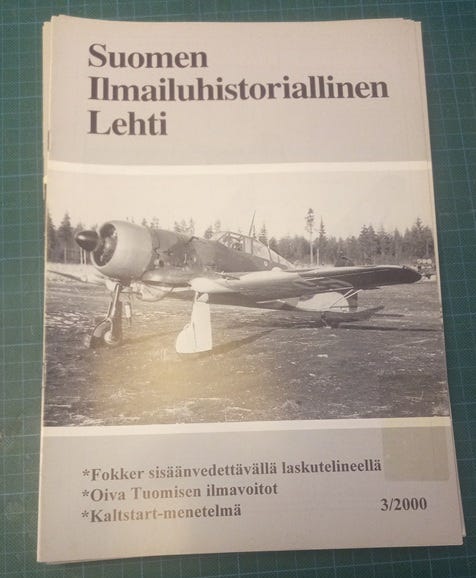 Suomen
Ilmailuhistoriallinen
Lehti
*Fokker sisäänvedettävällä laskutelineellä
*Oiva Tuomisen ilmavoitot
*Kaltstart-menetelmä
3/2000